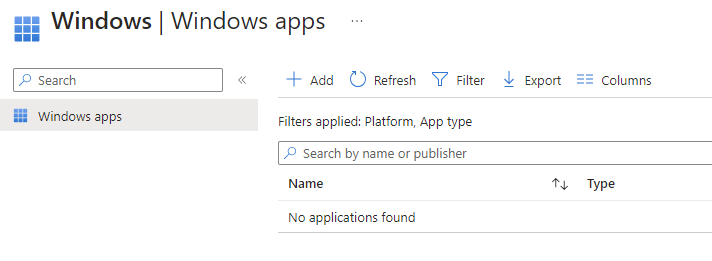 Windows | Windows apps ...
Search «
Windows apps
Add Refresh Filter Export Columns
Filters applied: Platform, App type
Search by name or publisher
Name ↑↓ Type
No applications found